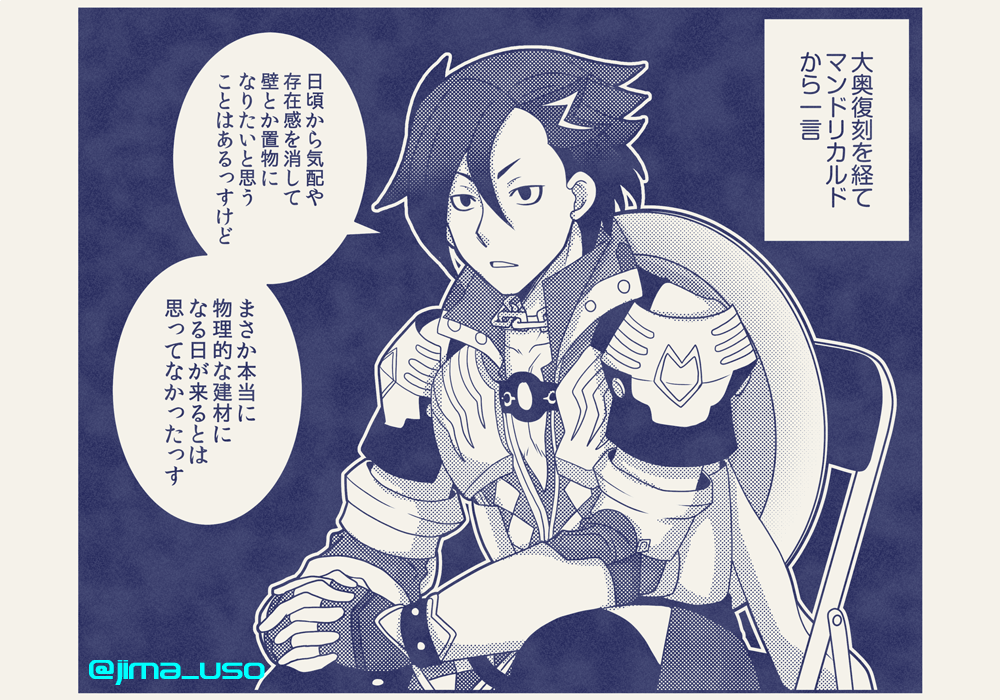 大奥復刻を経て
マンドリカルド
から一言
日頃から気配や
存在感を消して
壁とか置物に
なりたいと思う
ことはあるっすけど
まさか本当に
物理的な建材に
なる日が来るとは
思ってなかったっす
@jima_uso